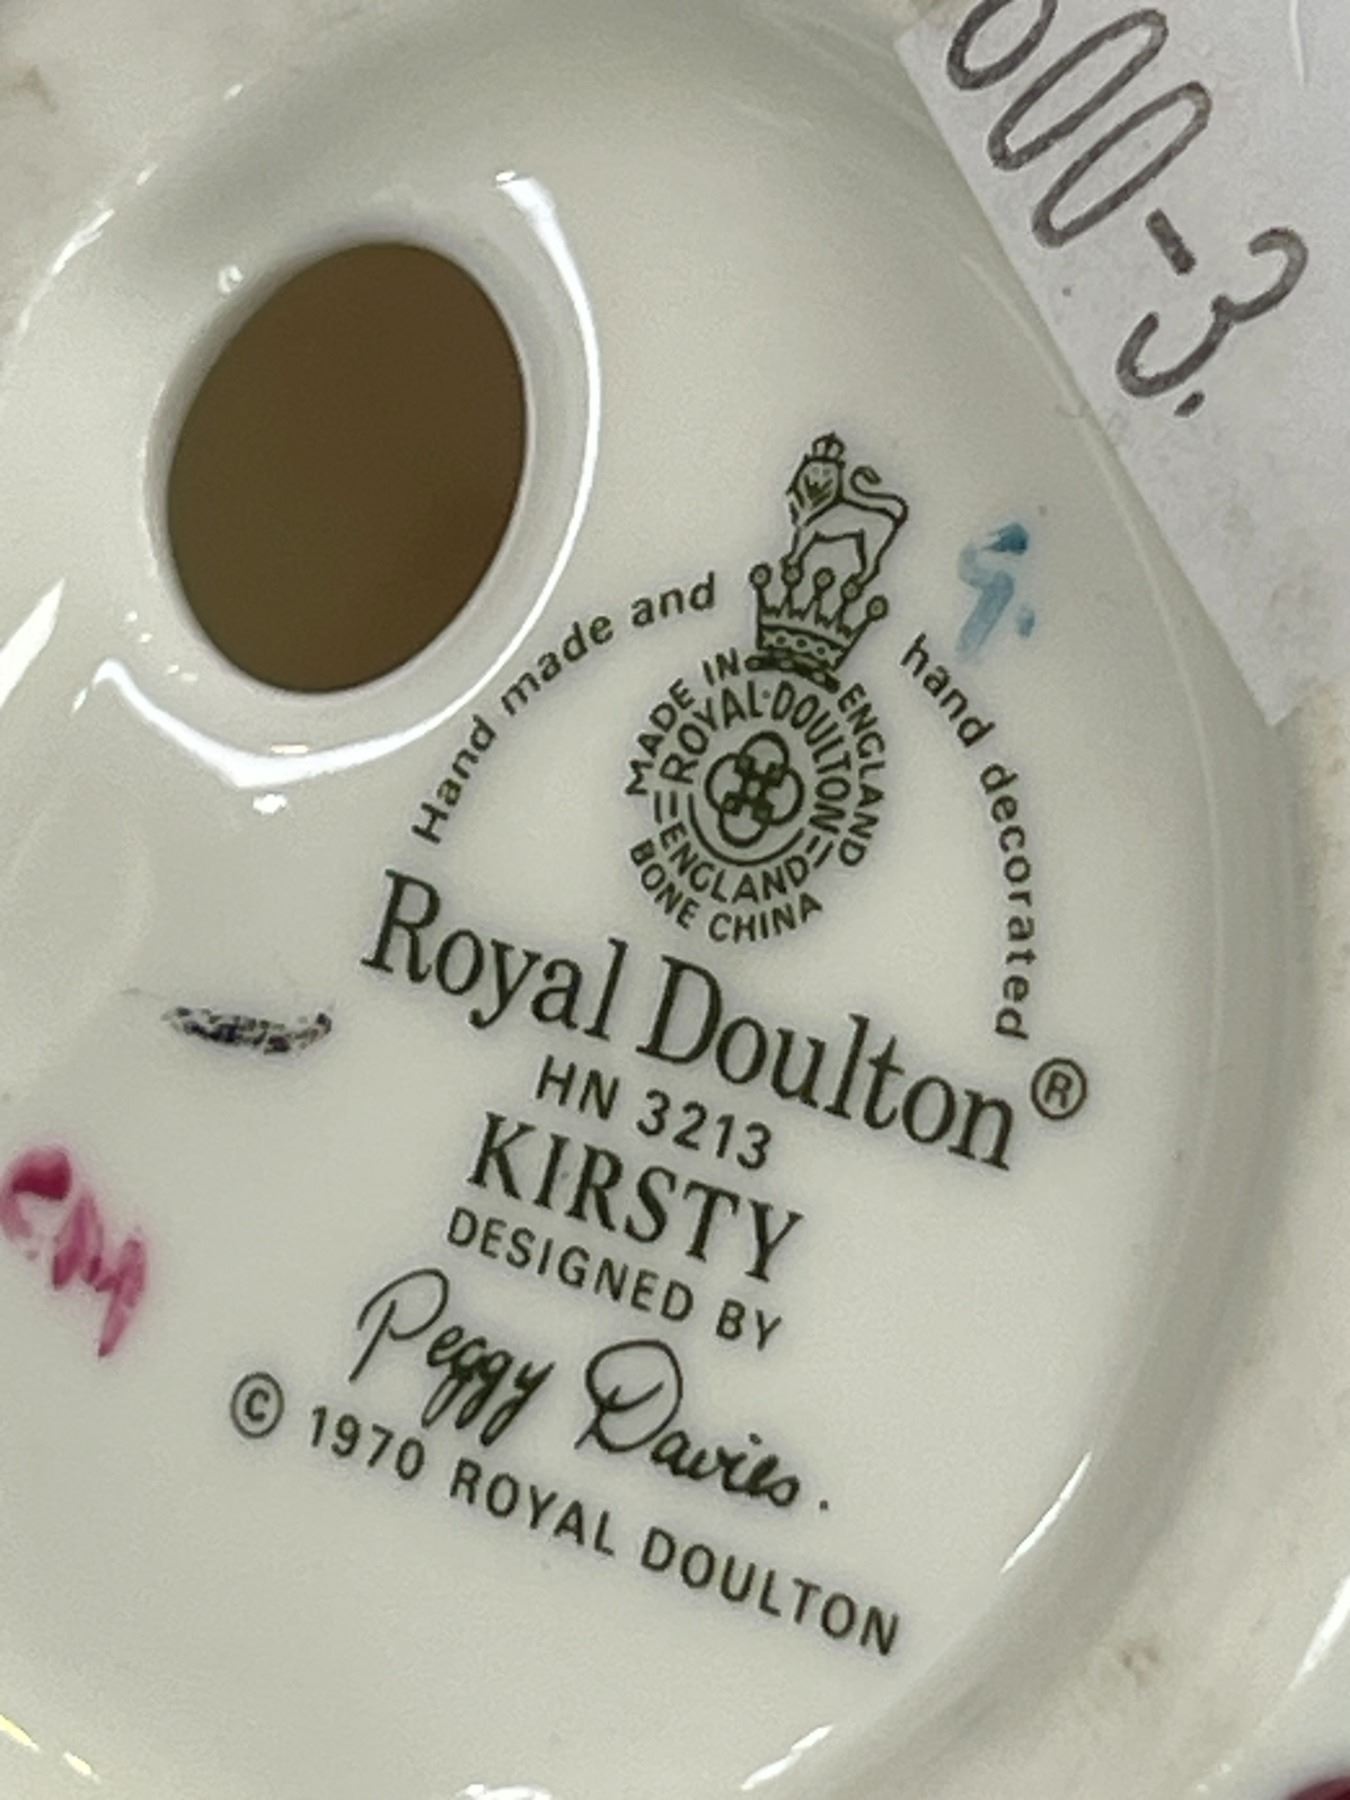 000-3.
Hand made and hand decorated
MADE IN ENGLAND
ROYAL·DOULTON
ENGLAND
BONE CHINA
Royal Doulton®
HN 3213
KIRSTY
DESIGNED BY
Peggy Davies.
© 1970 ROYAL DOULTON